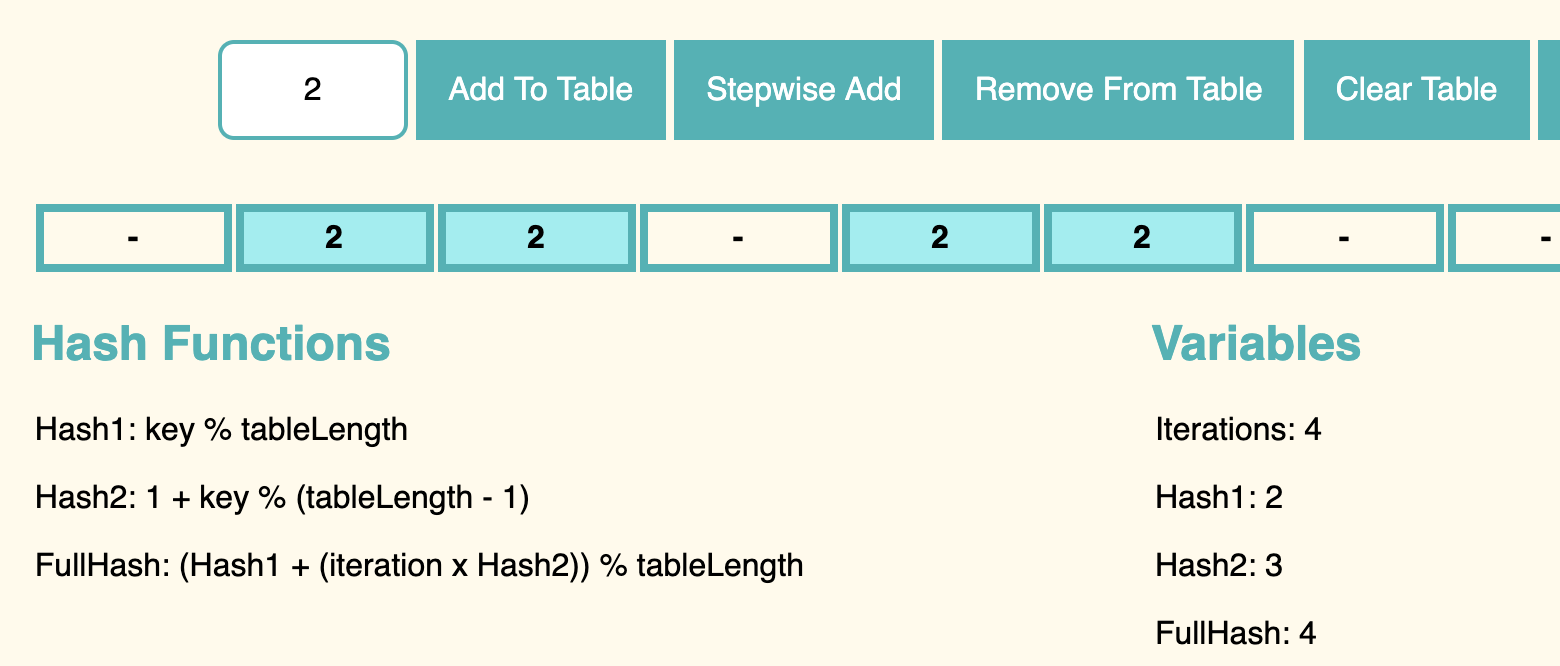 2 Add To Table Stepwise Add Remove From Table Clear Table
- 2 2 - 2 2 - -
Hash Functions
Variables
Hash1: key % tableLength
Iterations: 4
Hash2: 1 + key % (tableLength - 1)
Hash1: 2
FullHash: (Hash1 + (iteration x Hash2)) % tableLength
Hash2: 3
FullHash: 4